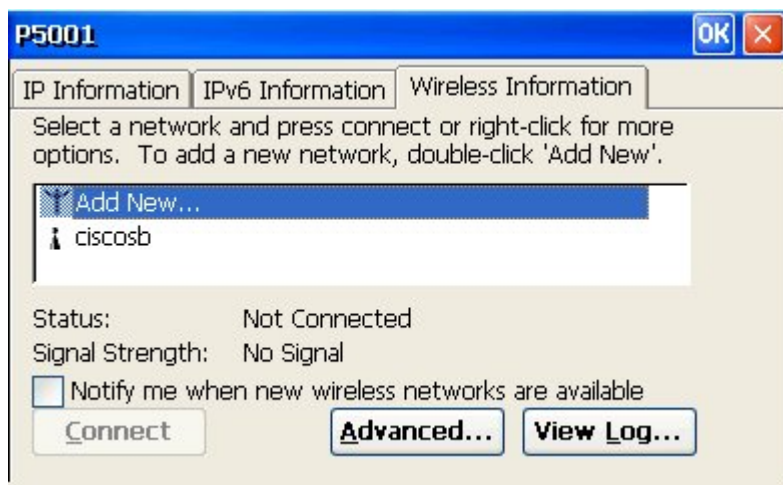 P5001 OK
IP Information IPv6 Information Wireless Information
Select a network and press connect or right-click for more
options. To add a new network, double-click 'Add New'.
Add New...
ciscosb
Status: Not Connected
Signal Strength: No Signal
Notify me when new wireless networks are available
Connect Advanced... View Log...